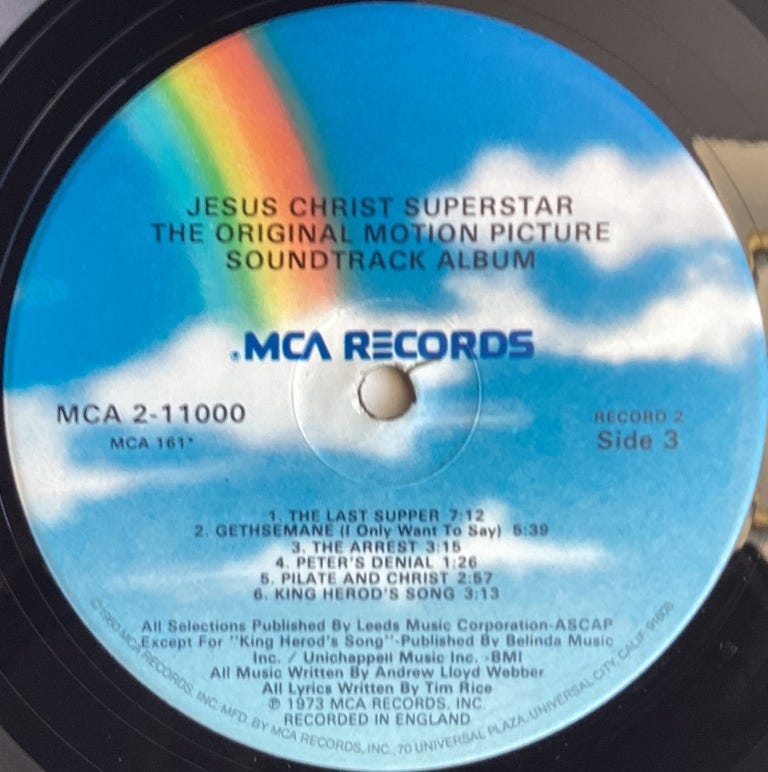 JESUS CHRIST SUPERSTAR
THE ORIGINAL MOTION PICTURE
SOUNDTRACK ALBUM
®MCA RECORDS
MCA 2-11000
MCA 161*
RECORD 2
Side 3
1. THE LAST SUPPER 7:12
2. GETHSEMANE (I Only Want To Say) 5:39
3. THE ARREST 3:15
4. PETER'S DENIAL 1:26
5. PILATE AND CHRIST 2:57
6. KING HEROD'S SONG 3:13
All Selections Published By Leeds Music Corporation-ASCAP
Except For "King Herod's Song"-Published By Belinda Music
Inc. / Unichappell Music Inc. -BMI
All Music Written By Andrew Lloyd Webber
All Lyrics Written By Tim Rice
℗ 1973 MCA RECORDS, INC.
RECORDED IN ENGLAND
©1980 MCA RECORDS, INC. MFD. BY MCA RECORDS, INC., 70 UNIVERSAL PLAZA, UNIVERSAL CITY, CALIF. 91608